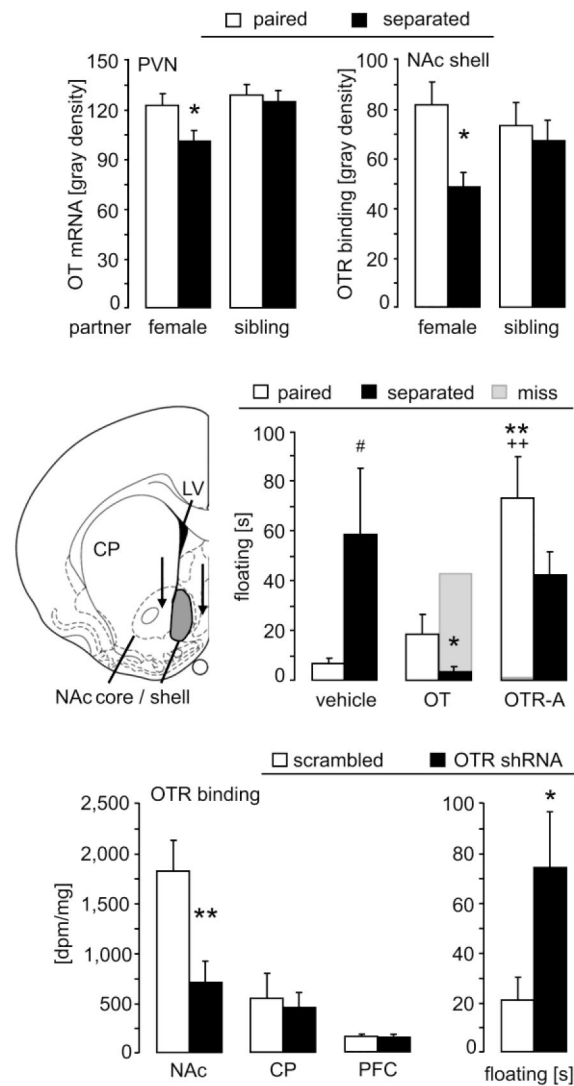 paired separated
PVN
NAc shell
OT mRNA [gray density]
150
120
90
60
30
0
*
partner female sibling
OTR binding [gray density]
100
80
60
40
20
0
*
female sibling
paired separated miss
LV
CP
NAc core / shell
floating [s]
100
80
60
40
20
0
#
*
**
++
vehicle OT OTR-A
scrambled OTR shRNA
OTR binding
[dpm/mg]
2,500
2,000
1,500
1,000
500
0
**
NAc CP PFC
100
80
60
40
20
0
*
floating [s]